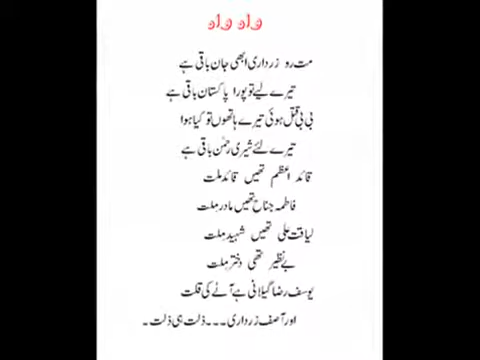 واہ واہ
مت رو زرداری ابھی جان باقی ہے
تیرے لیے تو پورا پاکستان باقی ہے
بی بی قتل ہوئی تیرے ہاتھوں تو کیا ہوا
تیرے لئے شیری رحمٰن باقی ہے
قائد اعظم تھیں قائد ملت
فاطمہ جناح تھیں مادر ملت
لیاقت علی تھیں شہید ملت
بے نظیر تھی دختر ملت
یوسف رضا گیلانی ہے آٹے کی قلت
اور آصف زرداری ۔۔۔ ذلت ہی ذلت ۔